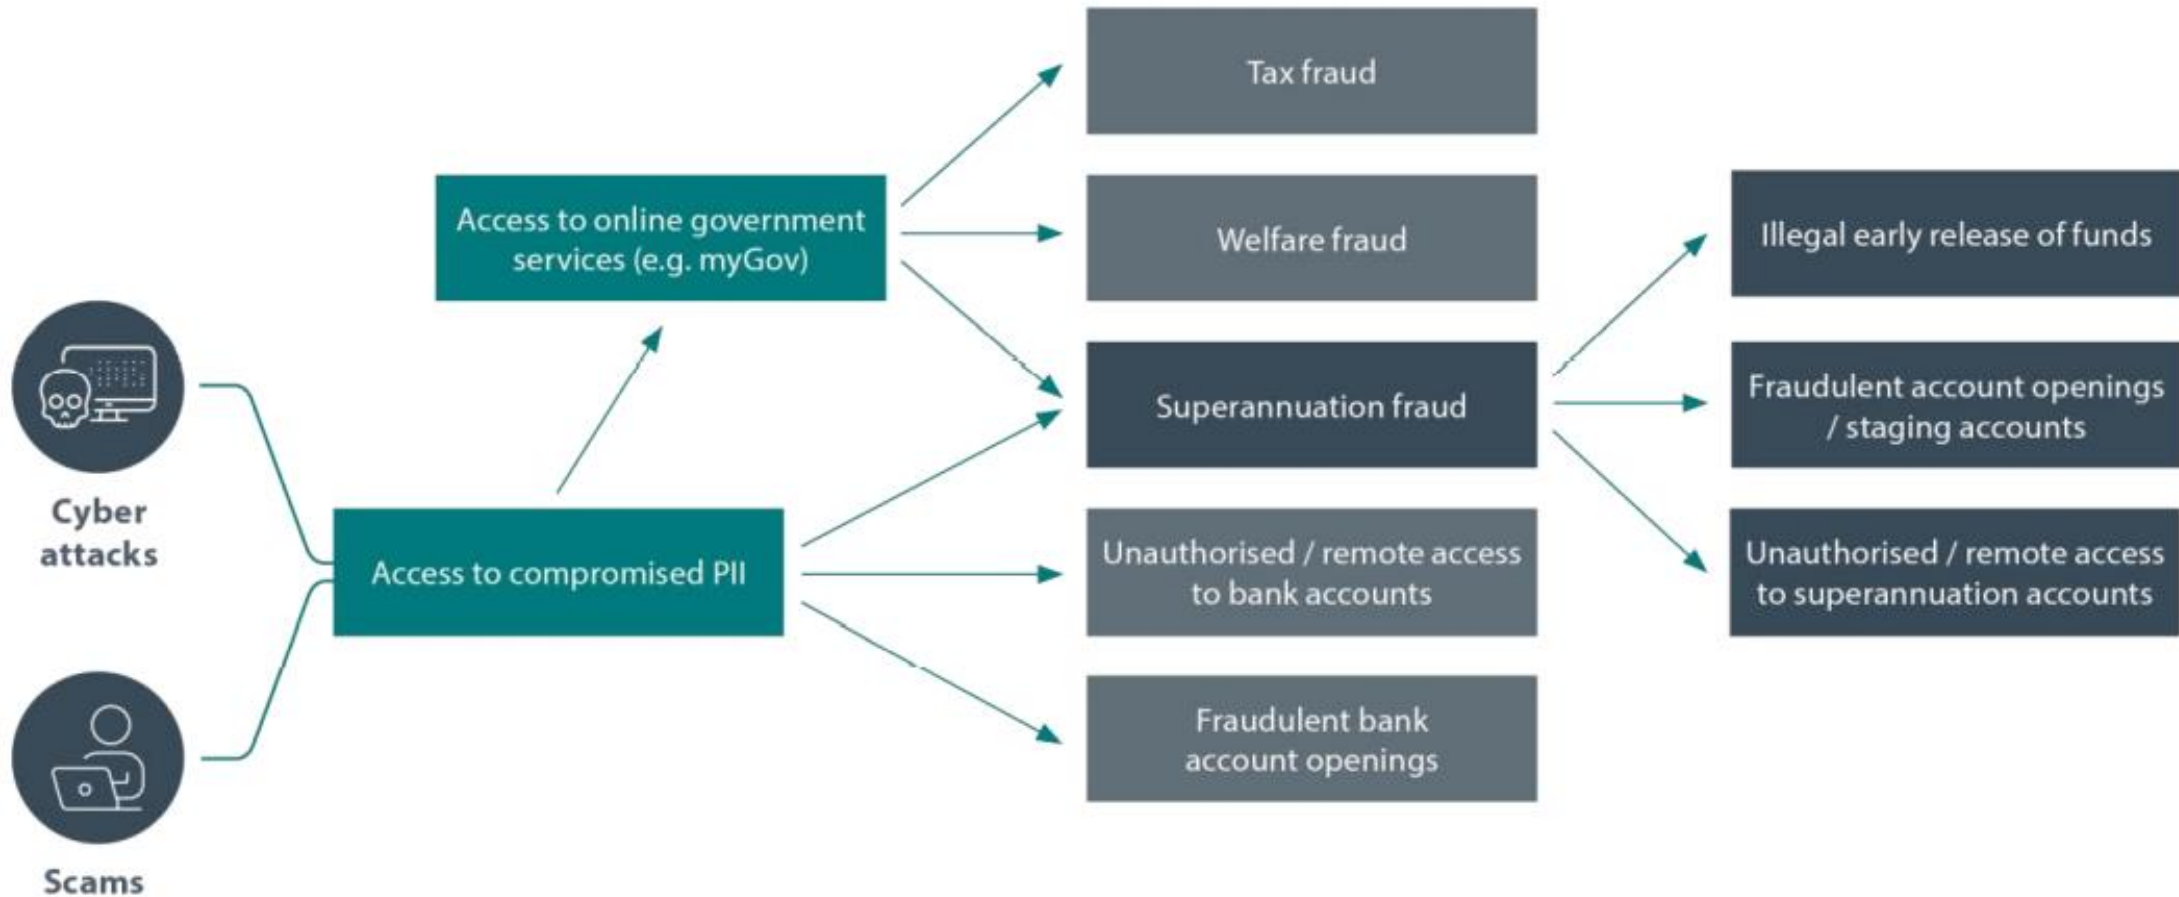 Tax fraud
Access to online government
services (e.g. myGov)
Welfare fraud
Illegal early release of funds
Cyber
attacks
Superannuation fraud
Fraudulent account openings
/ staging accounts
Access to compromised PII
Unauthorised / remote access
to bank accounts
Unauthorised / remote access
to superannuation accounts
Fraudulent bank
account openings
Scams